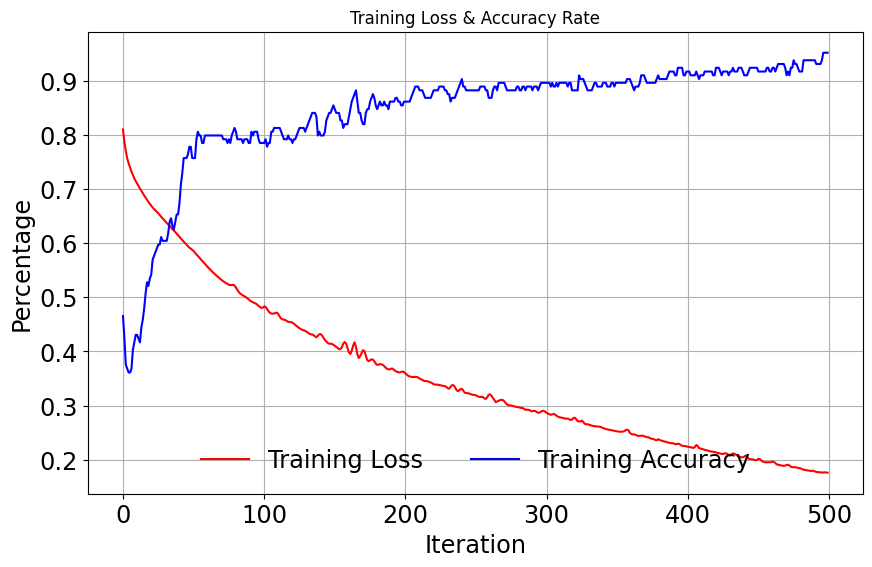 Training Loss & Accuracy Rate
Percentage
0.9
0.8
0.7
0.6
0.5
0.4
0.3
0.2
Training Loss Training Accuracy
0 100 200 300 400 500
Iteration